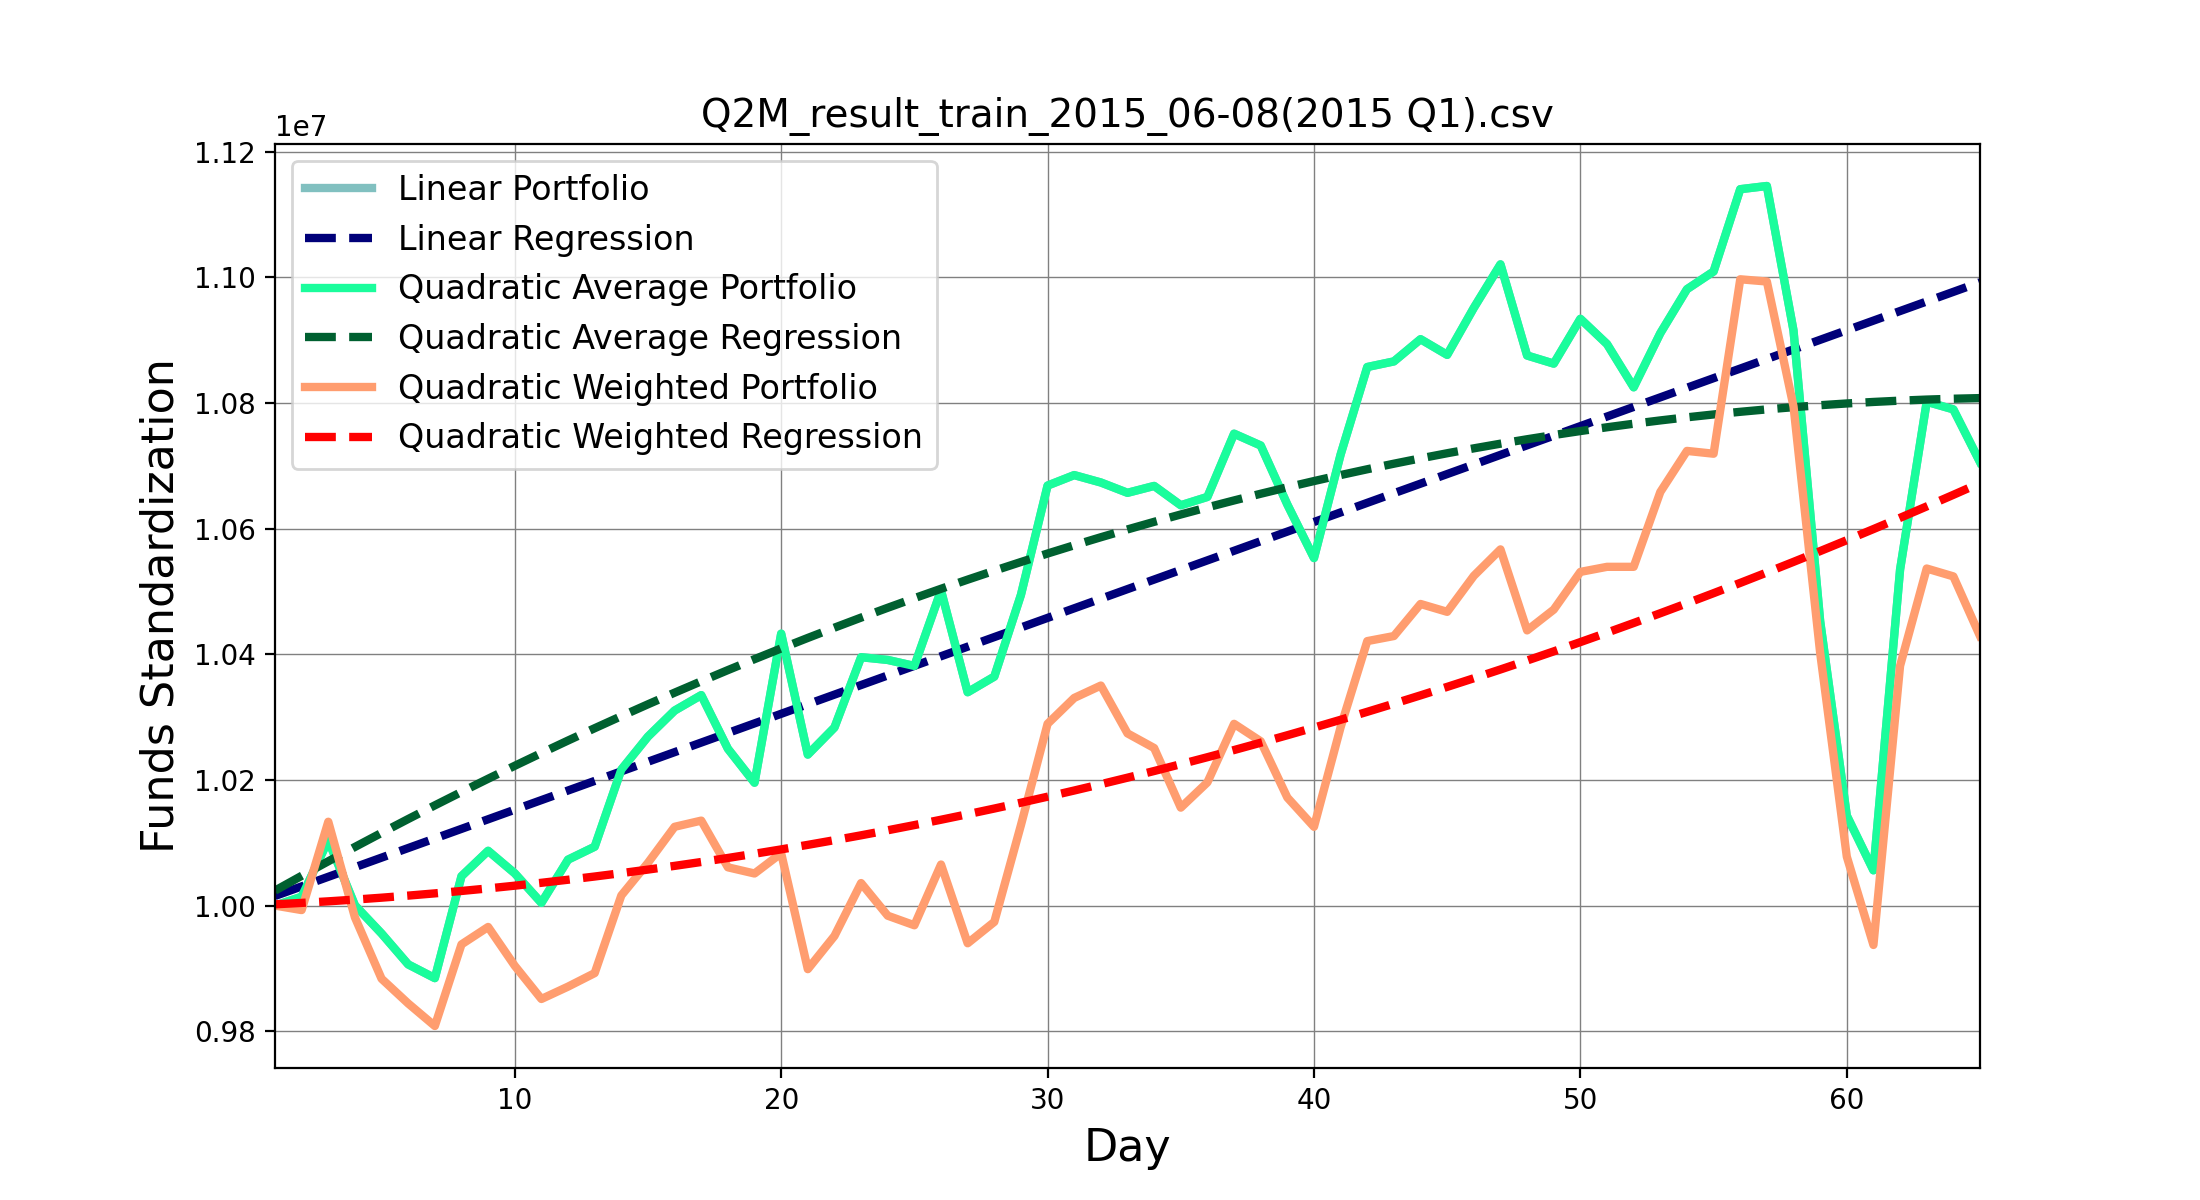 Q2M_result_train_2015_06-08(2015 Q1).csv
1e7
1.12
1.10
1.08
1.06
1.04
1.02
1.00
0.98
Funds Standardization
Linear Portfolio
Linear Regression
Quadratic Average Portfolio
Quadratic Average Regression
Quadratic Weighted Portfolio
Quadratic Weighted Regression
10 20 30 40 50 60
Day